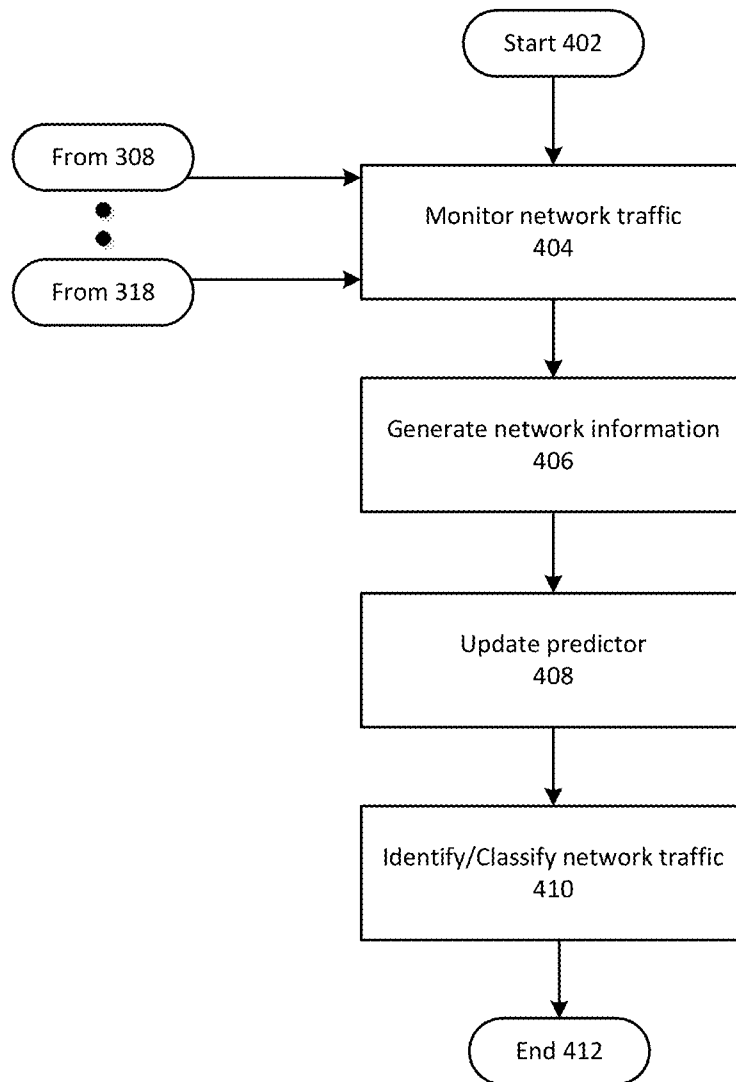 Start 402
From 308
From 318
Monitor network traffic
404
Generate network information
406
Update predictor
408
Identify/Classify network traffic
410
End 412